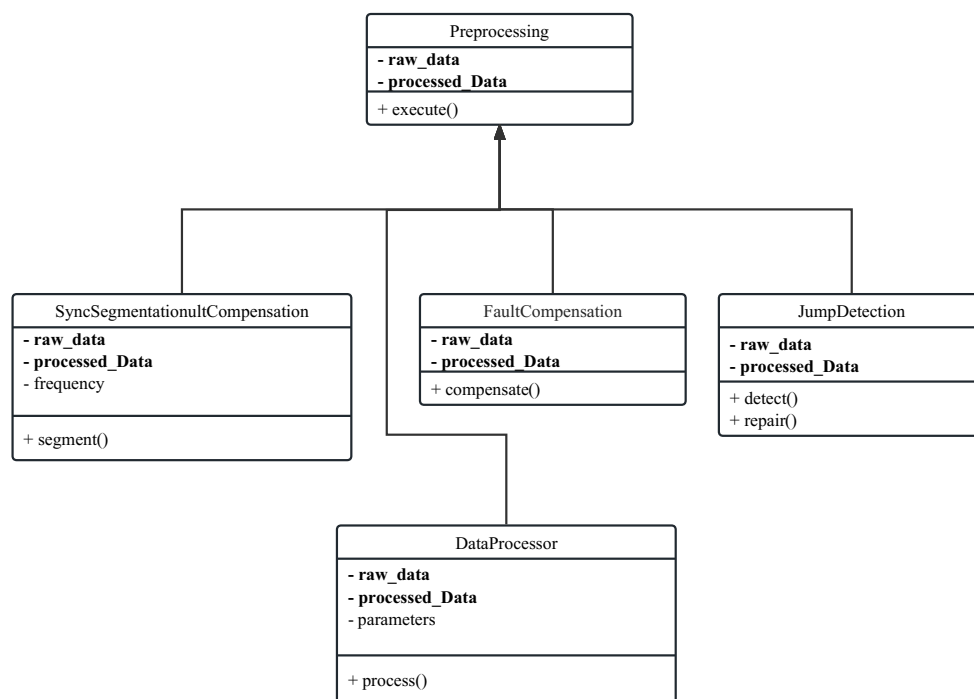 Preprocessing
- raw_data
- processed_Data
+ execute()
SyncSegmentationultCompensation
- raw_data
- processed_Data
- frequency
+ segment()
FaultCompensation
- raw_data
- processed_Data
+ compensate()
JumpDetection
- raw_data
- processed_Data
+ detect()
+ repair()
DataProcessor
- raw_data
- processed_Data
- parameters
+ process()